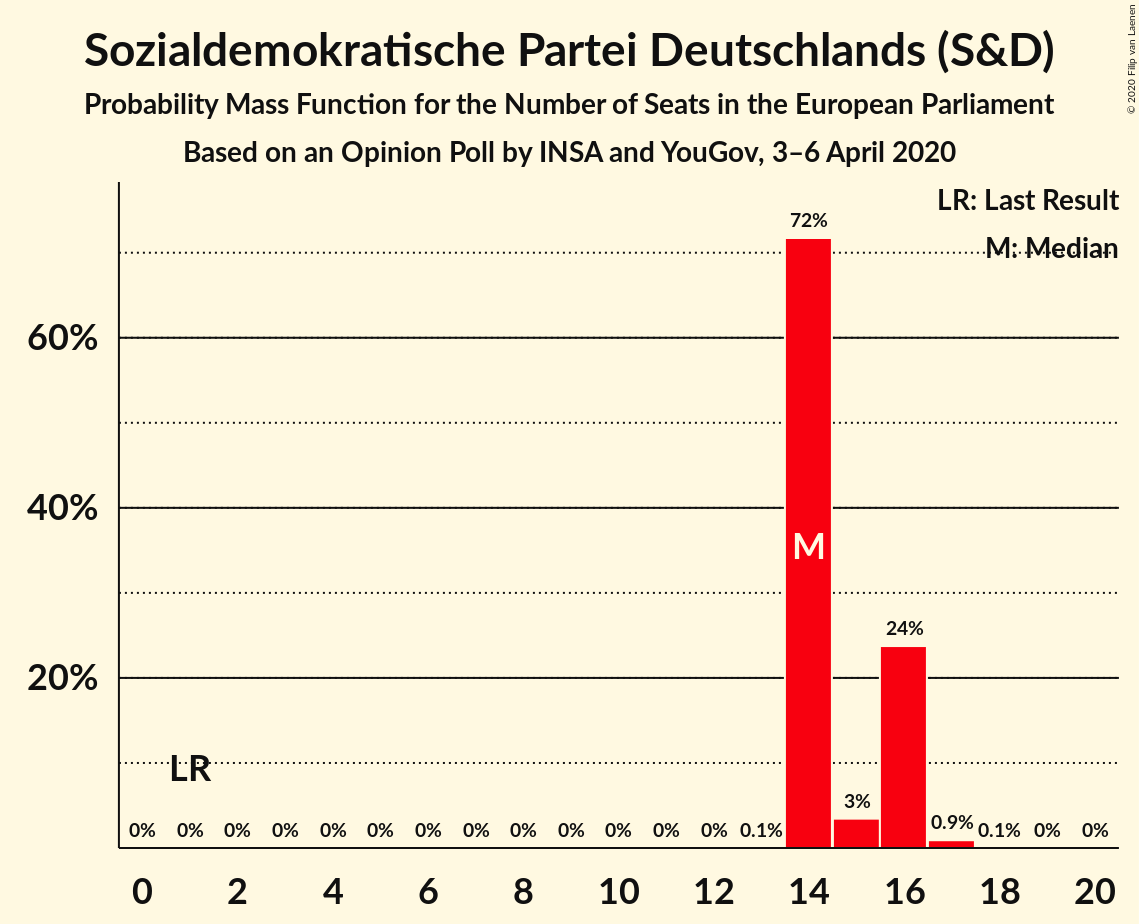 Sozialdemokratische Partei Deutschlands (S&D)
Probability Mass Function for the Number of Seats in the European Parliament
Based on an Opinion Poll by INSA and YouGov, 3–6 April 2020
© 2020 Filip van Laenen
LR: Last Result
M: Median
72%
60%
40%
M
24%
20%
LR
3%
0% 0% 0% 0% 0% 0% 0% 0% 0% 0% 0% 0% 0% 0.1% 0.9% 0.1% 0% 0%
0 2 4 6 8 10 12 14 16 18 20